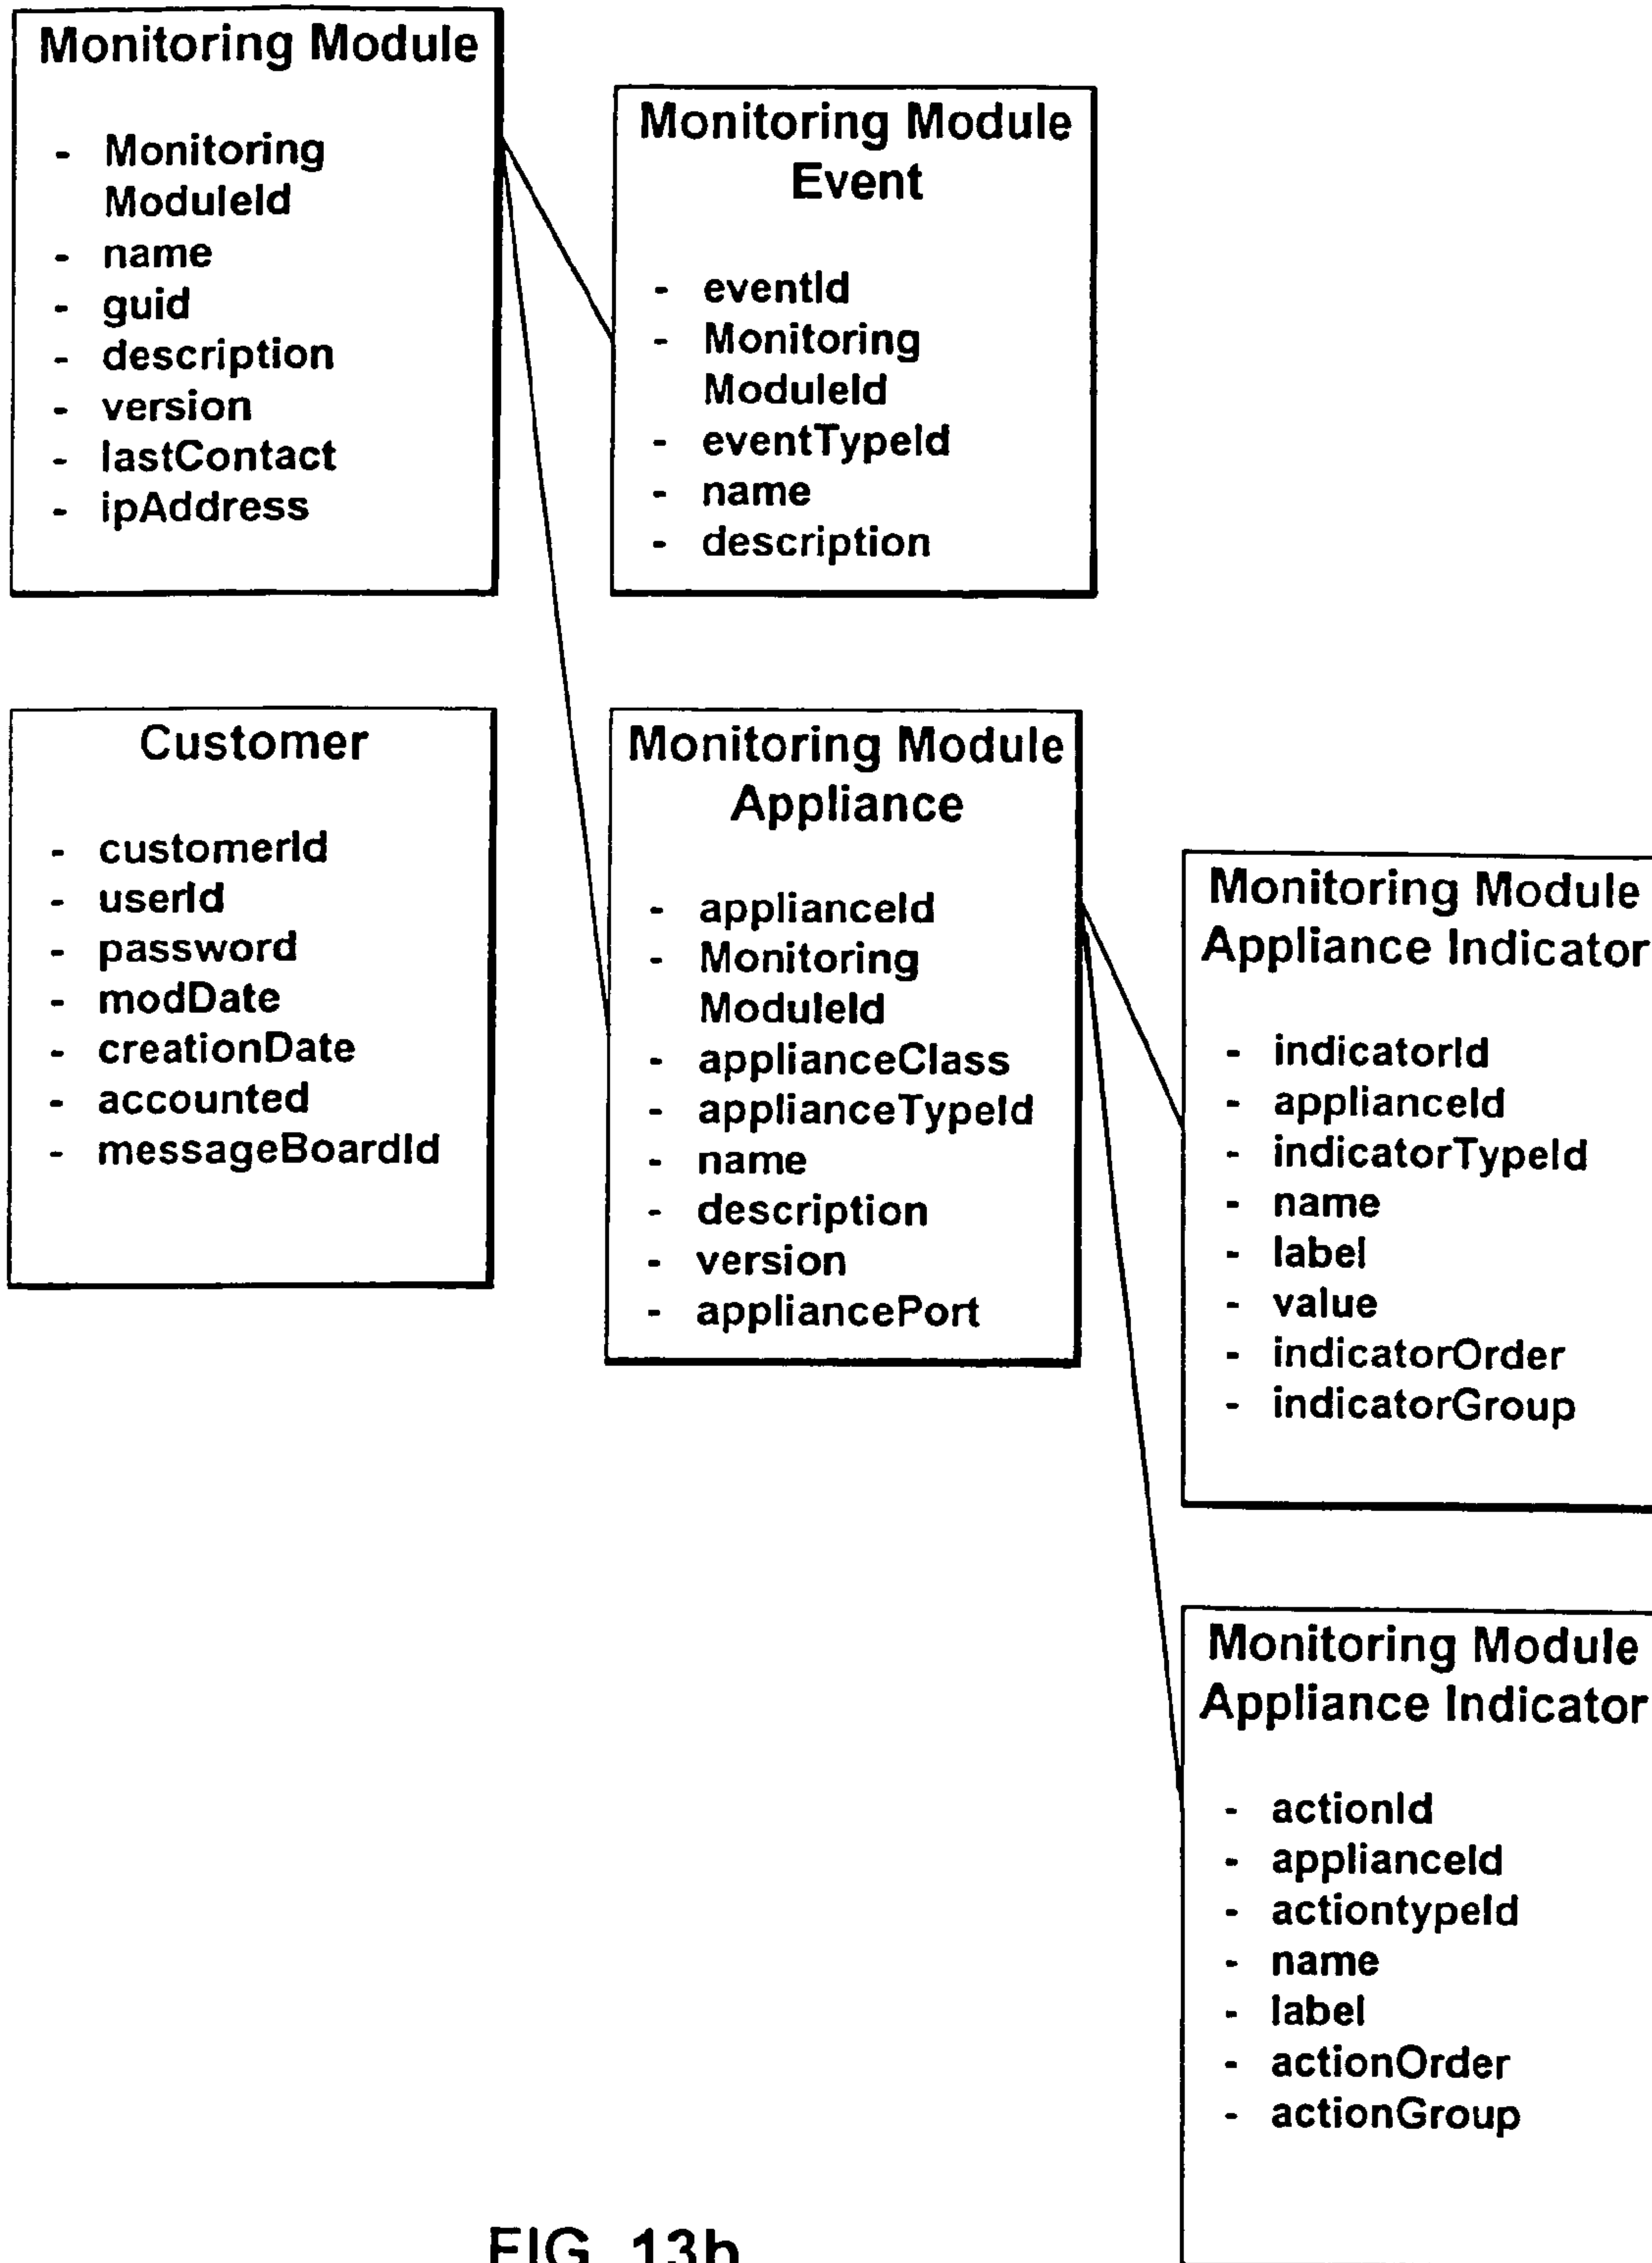 Monitoring Module
- Monitoring
ModuleId
- name
- guid
- description
- version
- lastContact
- ipAddress
Monitoring Module
Event
- eventId
- Monitoring
ModuleId
- eventTypeId
- name
- description
Customer
- customerId
- userId
- password
- modDate
- creationDate
- accounted
- messageBoardId
Monitoring Module
Appliance
- applianceId
- Monitoring
ModuleId
- applianceClass
- applianceTypeId
- name
- description
- version
- appliancePort
Monitoring Module
Appliance Indicator
- indicatorId
- applianceId
- indicatorTypeId
- name
- label
- value
- indicatorOrder
- indicatorGroup
Monitoring Module
Appliance Indicator
- actionId
- applianceId
- actiontypeId
- name
- label
- actionOrder
- actionGroup
FIG. 13b